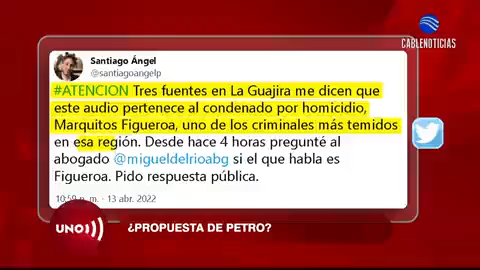 CABLENOTICIAS
Santiago Ángel
@santiagoangelp
#ATENCION Tres fuentes en La Guajira me dicen que
este audio pertenece al condenado por homicidio,
Marquitos Figueroa, uno de los criminales más temidos
en esa región. Desde hace 4 horas pregunté al
abogado @migueldelrioabg si el que habla es
Figueroa. Pido respuesta pública.
10:59 p. m. · 13 abr. 2022
UNO
¿PROPUESTA DE PETRO?